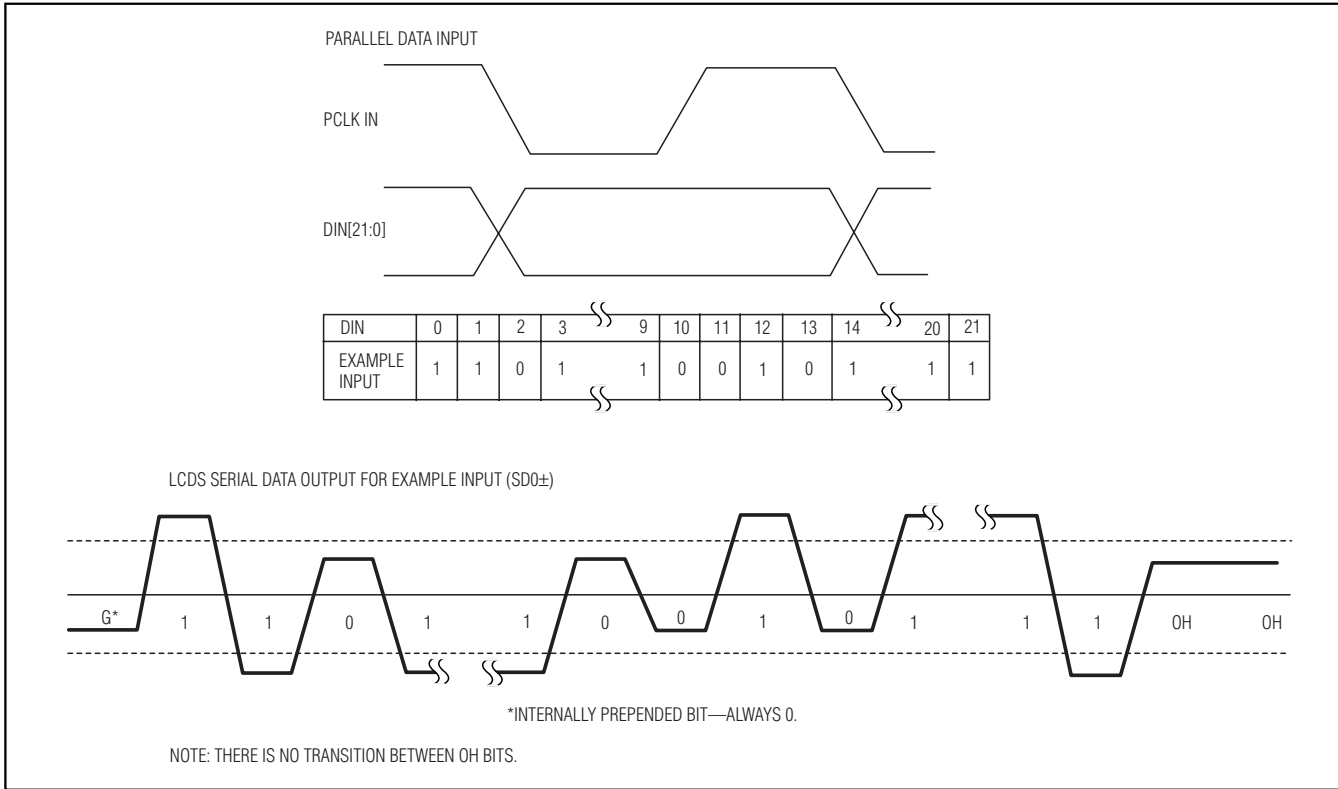 PARALLEL DATA INPUT
PCLK IN
DIN[21:0]
DIN 0 1 2 3 9 10 11 12 13 14 20 21
EXAMPLE INPUT 1 1 0 1 1 0 0 1 0 1 1 1
LCDS SERIAL DATA OUTPUT FOR EXAMPLE INPUT (SD0±)
G* 1 1 0 1 1 0 0 1 0 1 1 1 OH OH
*INTERNALLY PREPENDED BIT—ALWAYS 0.
NOTE: THERE IS NO TRANSITION BETWEEN OH BITS.